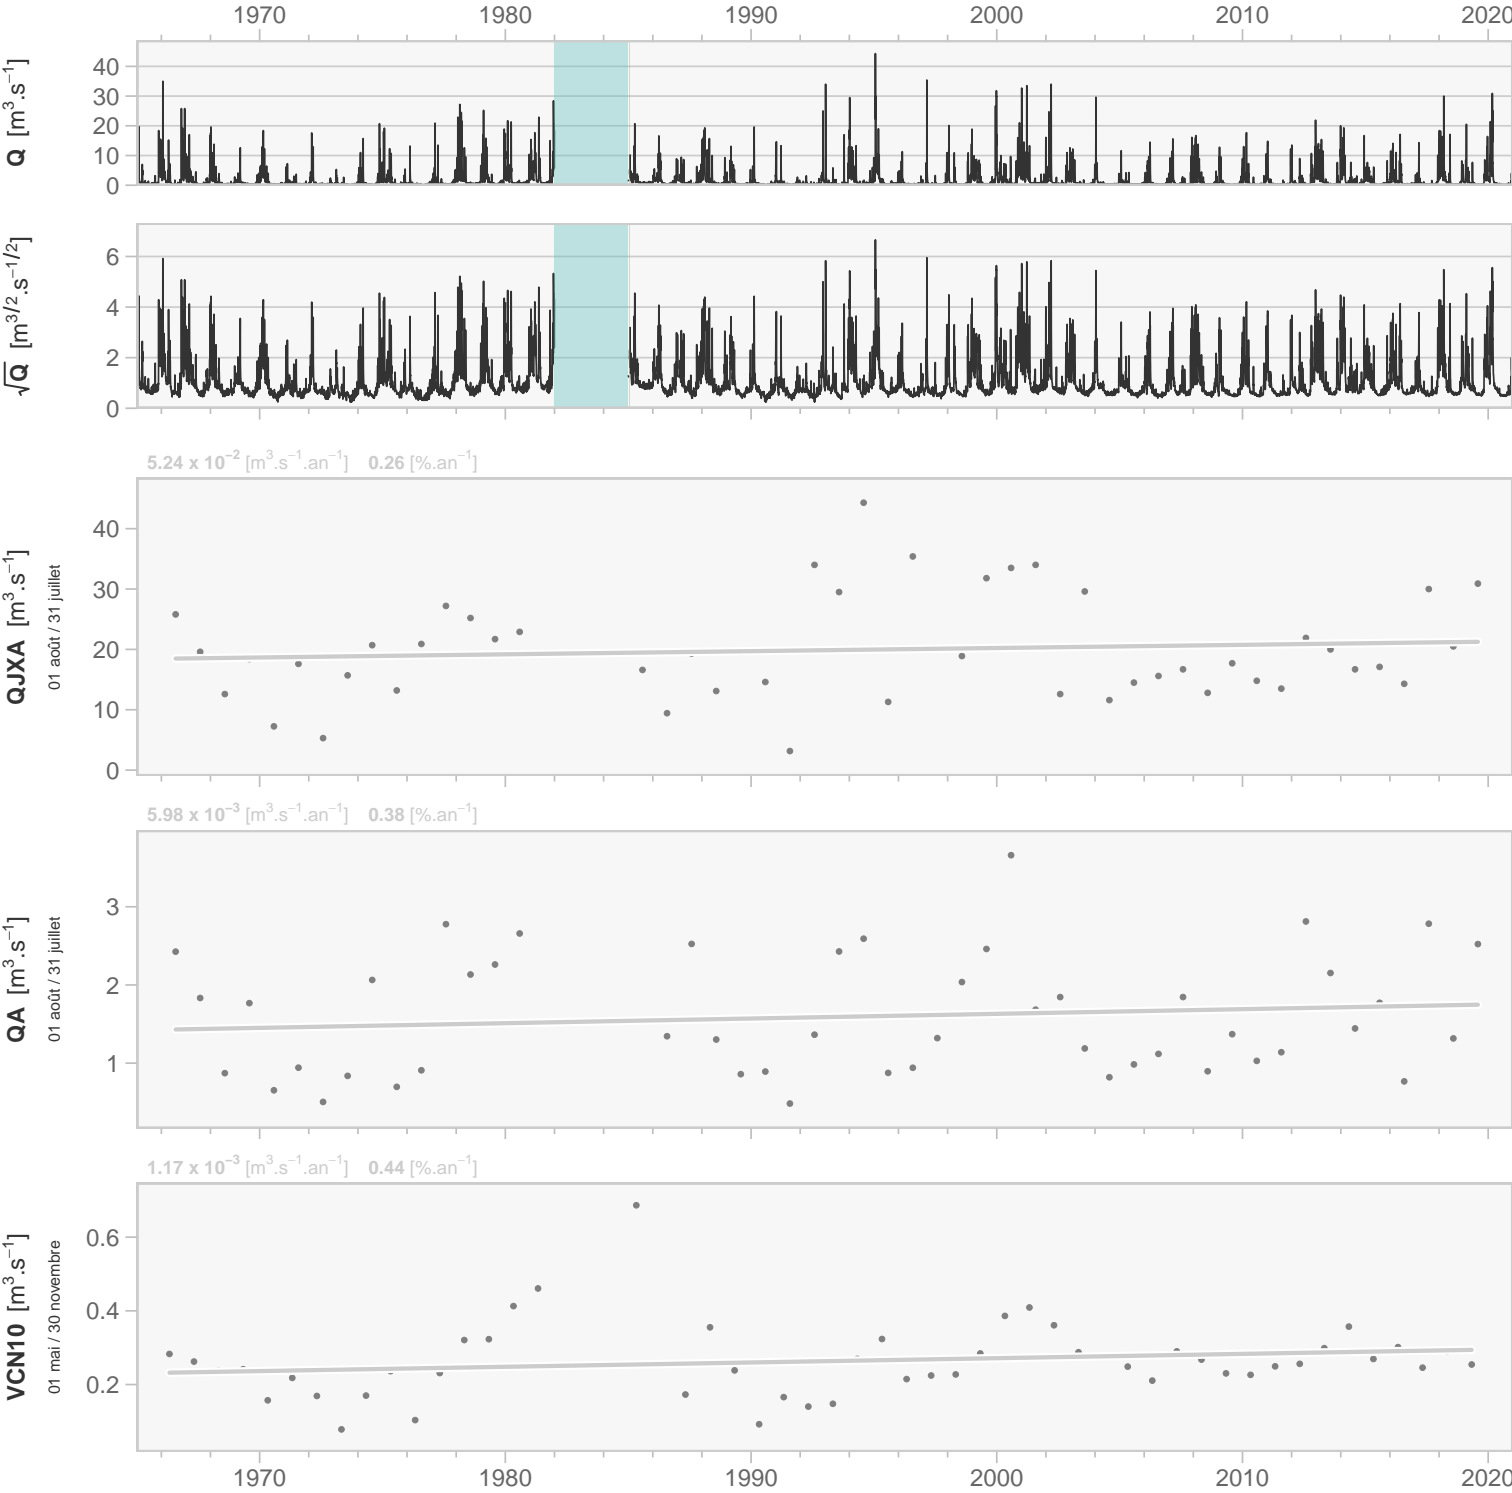 1970 1980 1990 2000 2010 2020
Q [m³.s⁻¹]
40
30
20
10
0
√Q [m³/².s⁻¹/²]
6
4
2
0
5.24 x 10⁻² [m³.s⁻¹.an⁻¹] 0.26 [%.an⁻¹]
QJXA [m³.s⁻¹]
01 août / 31 juillet
40
30
20
10
0
5.98 x 10⁻³ [m³.s⁻¹.an⁻¹] 0.38 [%.an⁻¹]
QA [m³.s⁻¹]
01 août / 31 juillet
3
2
1
1.17 x 10⁻³ [m³.s⁻¹.an⁻¹] 0.44 [%.an⁻¹]
VCN10 [m³.s⁻¹]
01 mai / 30 novembre
0.6
0.4
0.2
1970 1980 1990 2000 2010 2020